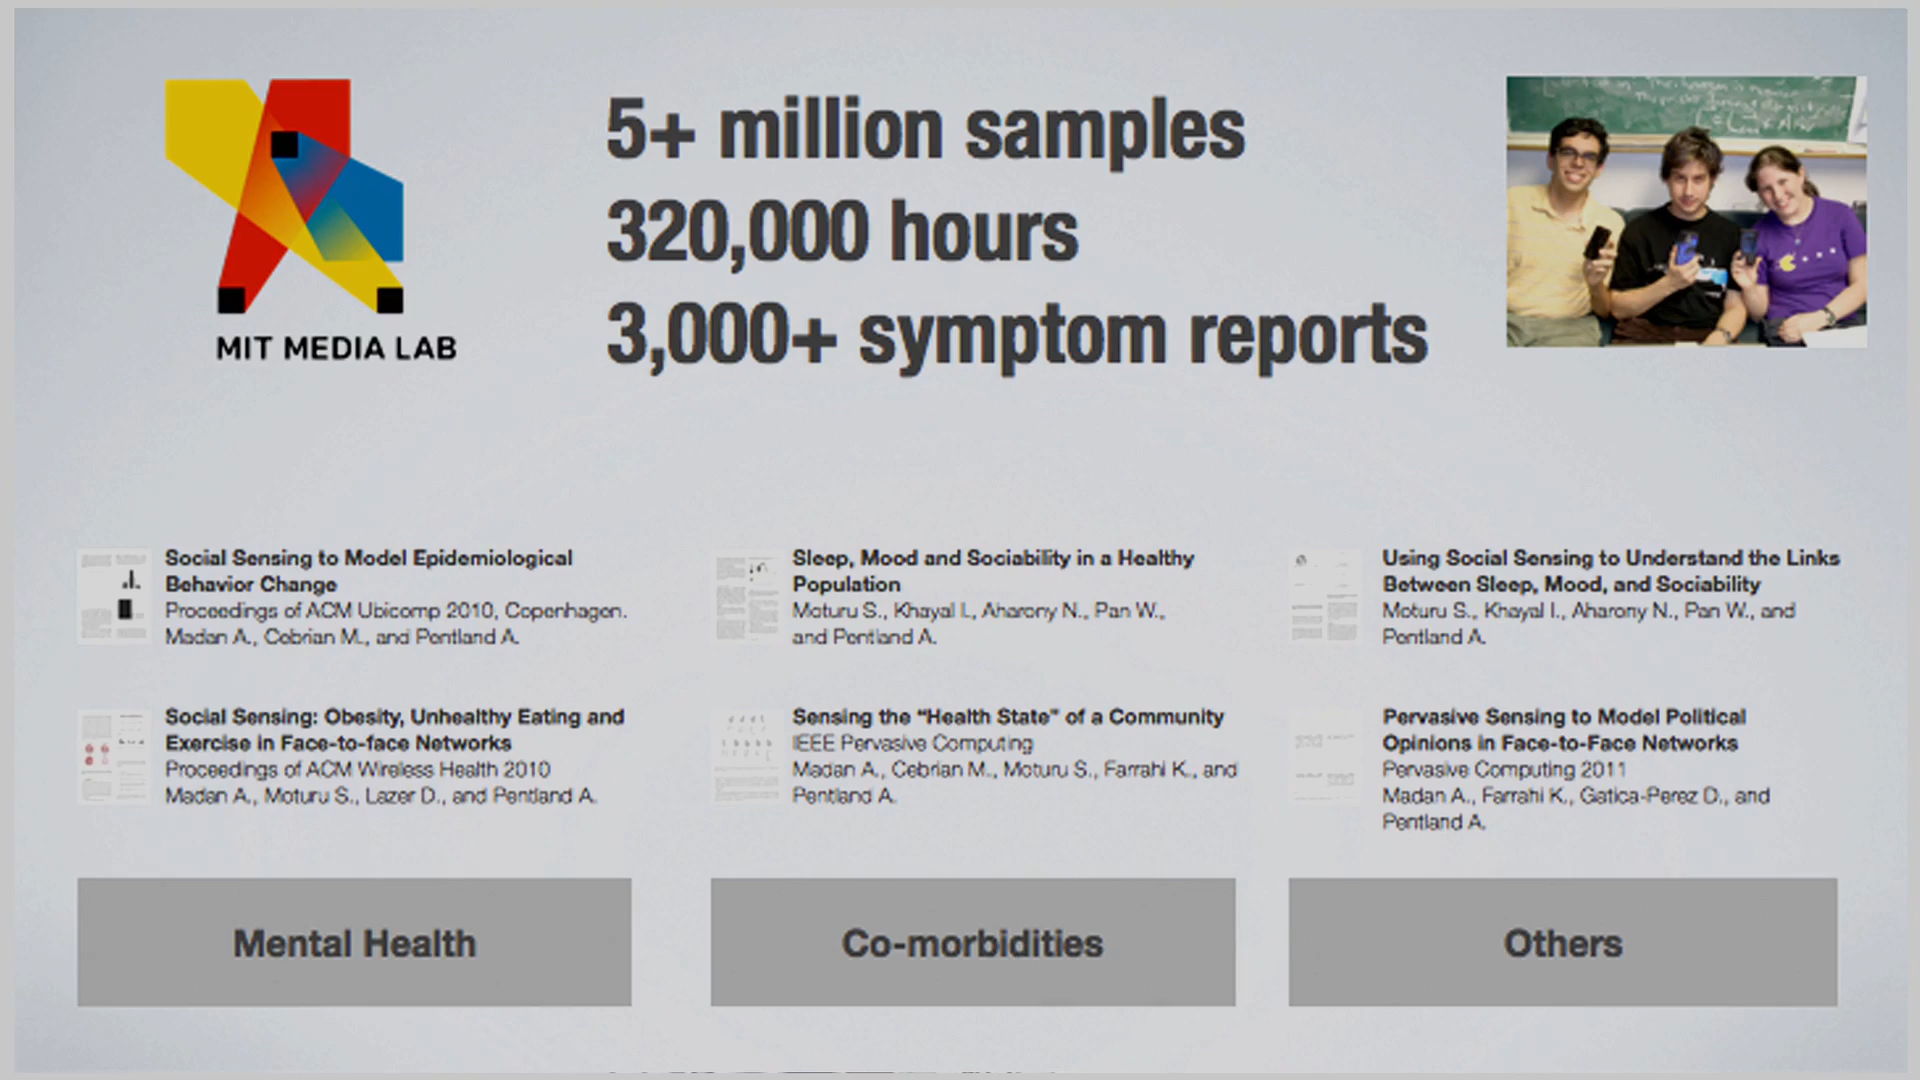 MIT MEDIA LAB
5+ million samples
320,000 hours
3,000+ symptom reports
Social Sensing to Model Epidemiological
Behavior Change
Proceedings of ACM Ubicomp 2010, Copenhagen.
Madan A., Cebrian M., and Pentland A.
Social Sensing: Obesity, Unhealthy Eating and
Exercise in Face-to-face Networks
Proceedings of ACM Wireless Health 2010
Madan A., Moturu S., Lazer D., and Pentland A.
Sleep, Mood and Sociability in a Healthy
Population
Moturu S., Khayal I., Aharony N., Pan W.,
and Pentland A.
Sensing the “Health State” of a Community
IEEE Pervasive Computing
Madan A., Cebrian M., Moturu S., Farrahi K., and
Pentland A.
Using Social Sensing to Understand the Links
Between Sleep, Mood, and Sociability
Moturu S., Khayal I., Aharony N., Pan W., and
Pentland A.
Pervasive Sensing to Model Political
Opinions in Face-to-Face Networks
Pervasive Computing 2011
Madan A., Farrahi K., Gatica-Perez D., and
Pentland A.
Mental Health
Co-morbidities
Others